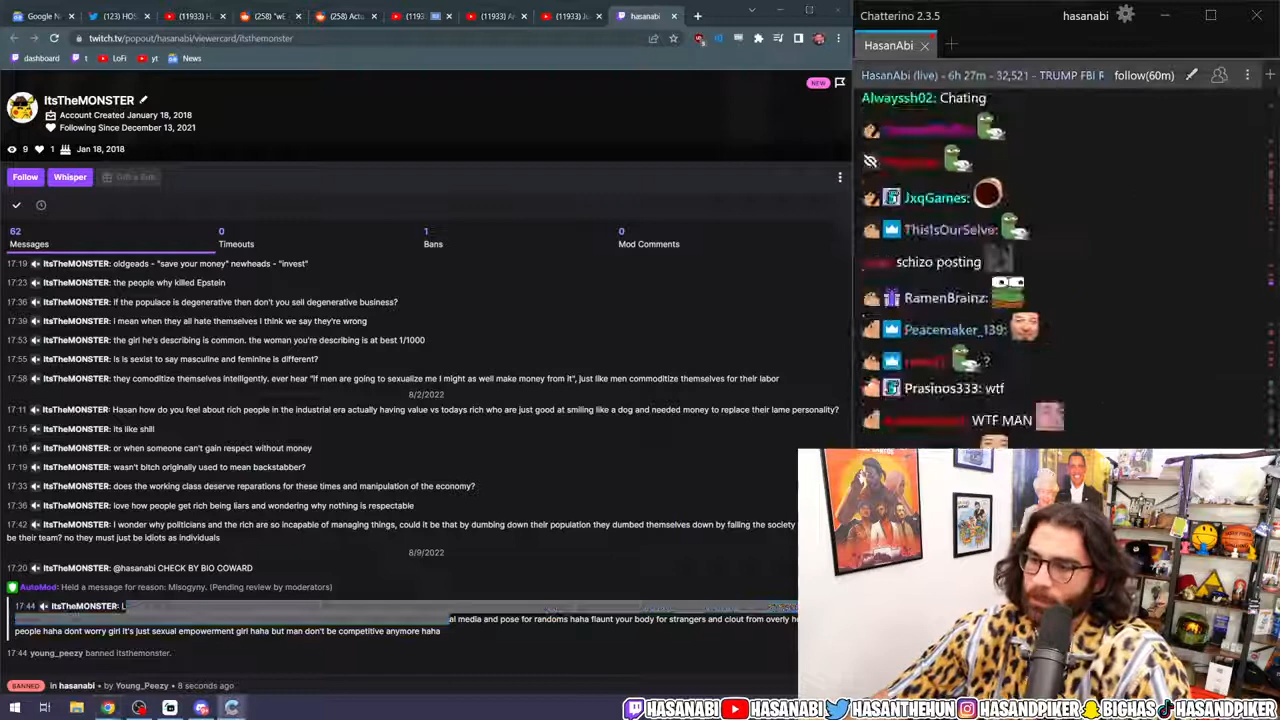 Google N
(123) HOS
(11933) H
(258) "wE
(258) Actu
(11933)
(11933) Ar
(11933) Ju
hasanabi
twitch.tv/popout/hasanabi/viewercard/itsthemonster
dashboard
t
LoFi
yt
News
NEW
ItsTheMONSTER
Account Created January 18, 2018
Following Since December 13, 2021
9 1 Jan 18, 2018
Follow
Whisper
Gift a Sub
62 0 1 0
Messages Timeouts Bans Mod Comments
17:19 ItsTheMONSTER: oldgeads - "save your money" newheads - "invest"
17:23 ItsTheMONSTER: the people why killed Epstein
17:36 ItsTheMONSTER: If the populace is degenerative then don't you sell degenerative business?
17:39 ItsTheMONSTER: I mean when they all hate themselves I think we say they're wrong
17:53 ItsTheMONSTER: the girl he's describing is common. the woman you're describing is at best 1/1000
17:55 ItsTheMONSTER: is is sexist to say masculine and feminine is different?
17:58 ItsTheMONSTER: they comoditize themselves intelligently. ever hear "if men are going to sexualize me I might as well make money from it", just like men commoditize themselves for their labor
8/2/2022
17:11 ItsTheMONSTER: Hasan how do you feel about rich people in the industrial era actually having value vs todays rich who are just good at smiling like a dog and needed money to replace their lame personality?
17:15 ItsTheMONSTER: its like shill
17:16 ItsTheMONSTER: or when someone can't gain respect without money
17:19 ItsTheMONSTER: wasn't bitch originally used to mean backstabber?
17:33 ItsTheMONSTER: does the working class deserve reparations for these times and manipulation of the economy?
17:36 ItsTheMONSTER: love how people get rich being liars and wondering why nothing is respectable
17:42 ItsTheMONSTER: I wonder why politicians and the rich are so incapable of managing things, could it be that by dumbing down their population they dumbed themselves down by failing the society
be their team? no they must just be idiots as individuals
8/9/2022
17:20 ItsTheMONSTER: @hasanabi CHECK BY BIO COWARD
AutoMod: Held a message for reason: Misogyny. (Pending review by moderators)
17:44 ItsTheMONSTER: L
al media and pose for randoms haha flaunt your body for strangers and clout from overly h
people haha dont worry girl it's just sexual empowerment girl haha but man don't be competitive anymore haha
17:44 young_peezy banned itsthemonster.
BANNED in hasanabi • by Young_Peezy • 8 seconds ago
Chatterino 2.3.5
hasanabi
HasanAbi
HasanAbi (live) - 6h 27m - 32,521 - TRUMP FBI R follow(60m)
Alwayssh02: Chating
JxqGames:
ThisIsOurSelve:
schizo posting
RamenBrainz:
Peacemaker_139:
?
Prasinos333: wtf
WTF MAN
HASANABI HASANABI HASANTHEHUN HASANDPIKER BIGHAS HASANDPIKER